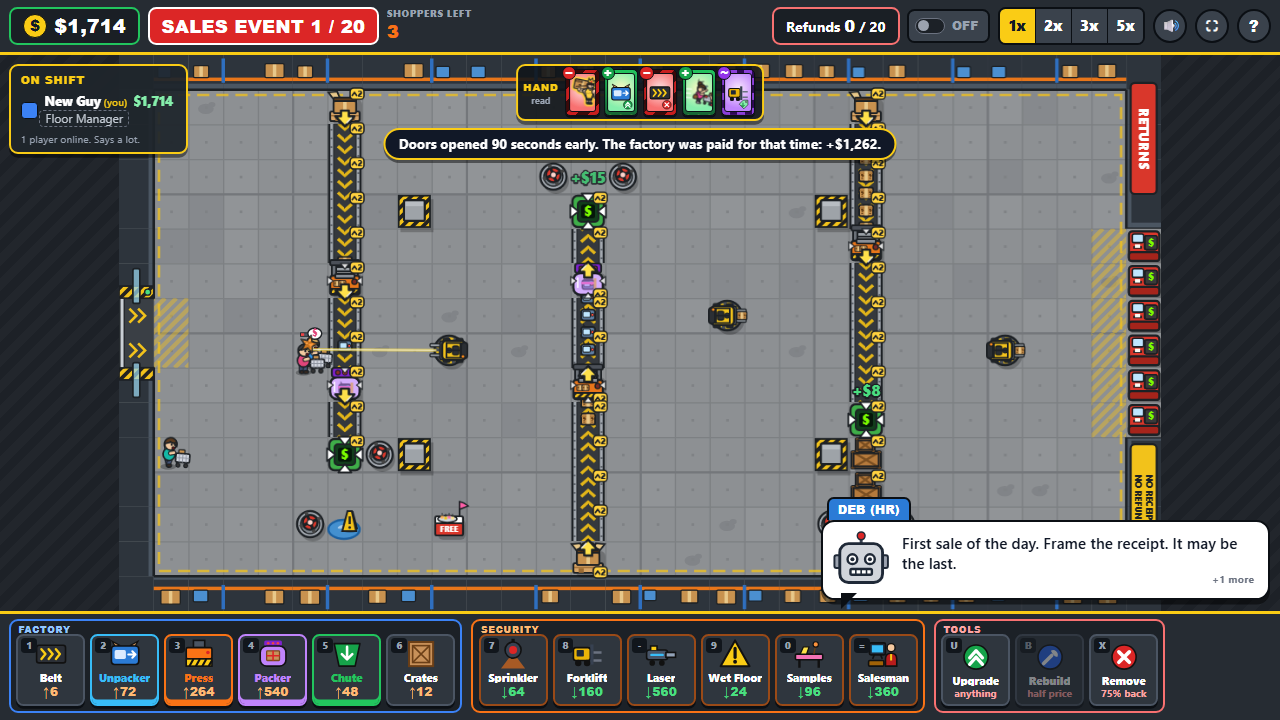 $ $1,714
SALES EVENT 1 / 20
SHOPPERS LEFT
3
Refunds 0 / 20
OFF
1x 2x 3x 5x
?
ON SHIFT
New Guy (you) $1,714
Floor Manager
1 player online. Says a lot.
HAND
read
Doors opened 90 seconds early. The factory was paid for that time: +$1,262.
RETURNS
+$15
+$8
FREE
NO RECEIPT
NO REFUN
DEB (HR)
First sale of the day. Frame the receipt. It may be
the last.
+1 more
FACTORY
1 Belt ↑6
2 Unpacker ↑72
3 Press ↑264
4 Packer ↑540
5 Chute ↑48
6 Crates ↑12
SECURITY
7 Sprinkler ↓64
8 Forklift ↓160
- Laser ↓560
9 Wet Floor ↓24
0 Samples ↓96
= Salesman ↓360
TOOLS
U Upgrade anything
B Rebuild half price
X Remove 75% back